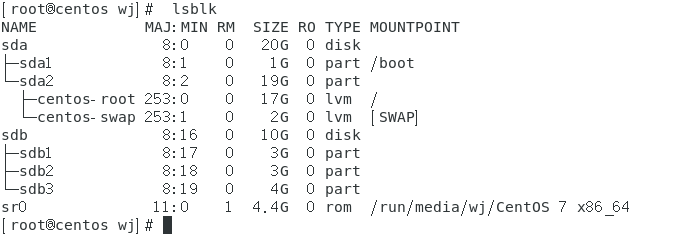 [root@centos wj]#  lsblk
NAME            MAJ:MIN RM  SIZE RO TYPE MOUNTPOINT
sda               8:0    0   20G  0 disk
├─sda1            8:1    0    1G  0 part /boot
└─sda2            8:2    0   19G  0 part
  ├─centos-root 253:0    0   17G  0 lvm  /
  └─centos-swap 253:1    0    2G  0 lvm  [SWAP]
sdb               8:16   0   10G  0 disk
├─sdb1            8:17   0    3G  0 part
├─sdb2            8:18   0    3G  0 part
└─sdb3            8:19   0    4G  0 part
sr0              11:0    1  4.4G  0 rom  /run/media/wj/CentOS 7 x86_64
[root@centos wj]#